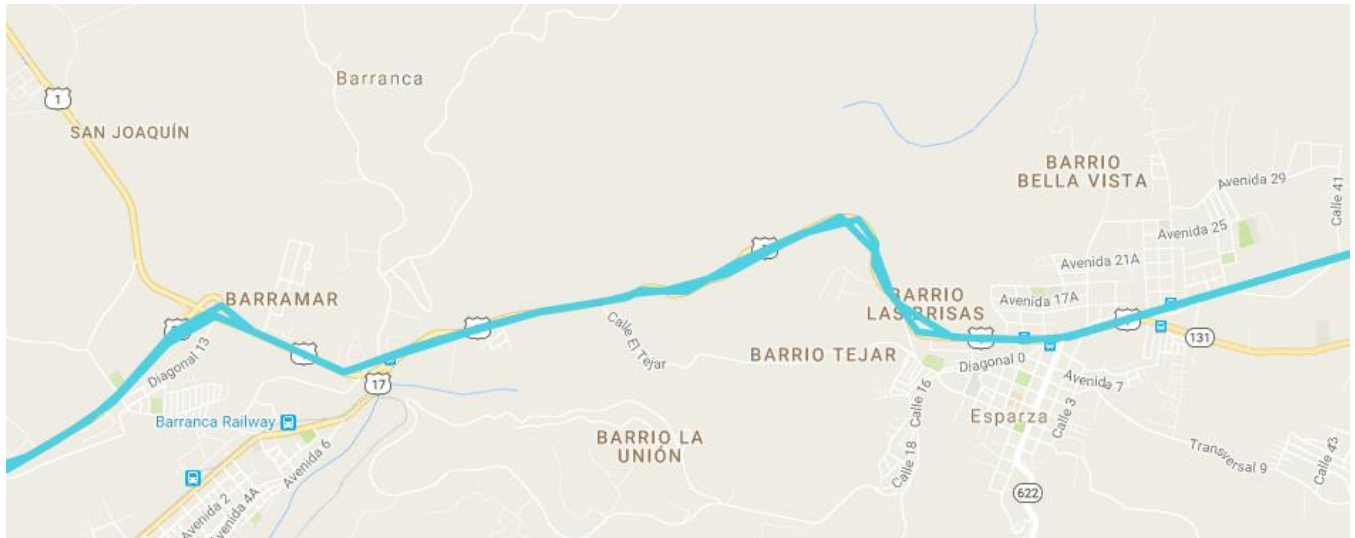 Barranca
1
SAN JOAQUÍN
BARRIO
BELLA VISTA
Avenida 29
Calle 41
Avenida 25
Avenida 21A
BARRAMAR
BARRIO
LAS BRISAS
Avenida 17A
Diagonal 13
Calle El Tejar
BARRIO TEJAR
Diagonal 0
131
17
Avenida 7
Calle 16
Esparza
Calle 3
Barranca Railway
Avenida 6
BARRIO LA
UNIÓN
Calle 18
Transversal 9
Calle 43
622
Avenida 2
Avenida 4A